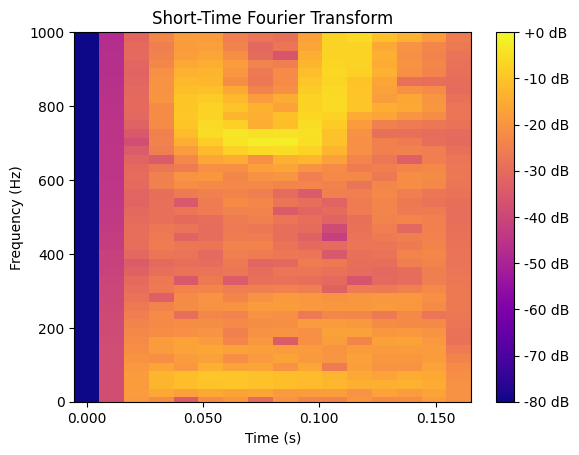 Short-Time Fourier Transform
1000
800
600
400
200
0
Frequency (Hz)
0.000
0.050
0.100
0.150
Time (s)
+0 dB
-10 dB
-20 dB
-30 dB
-40 dB
-50 dB
-60 dB
-70 dB
-80 dB